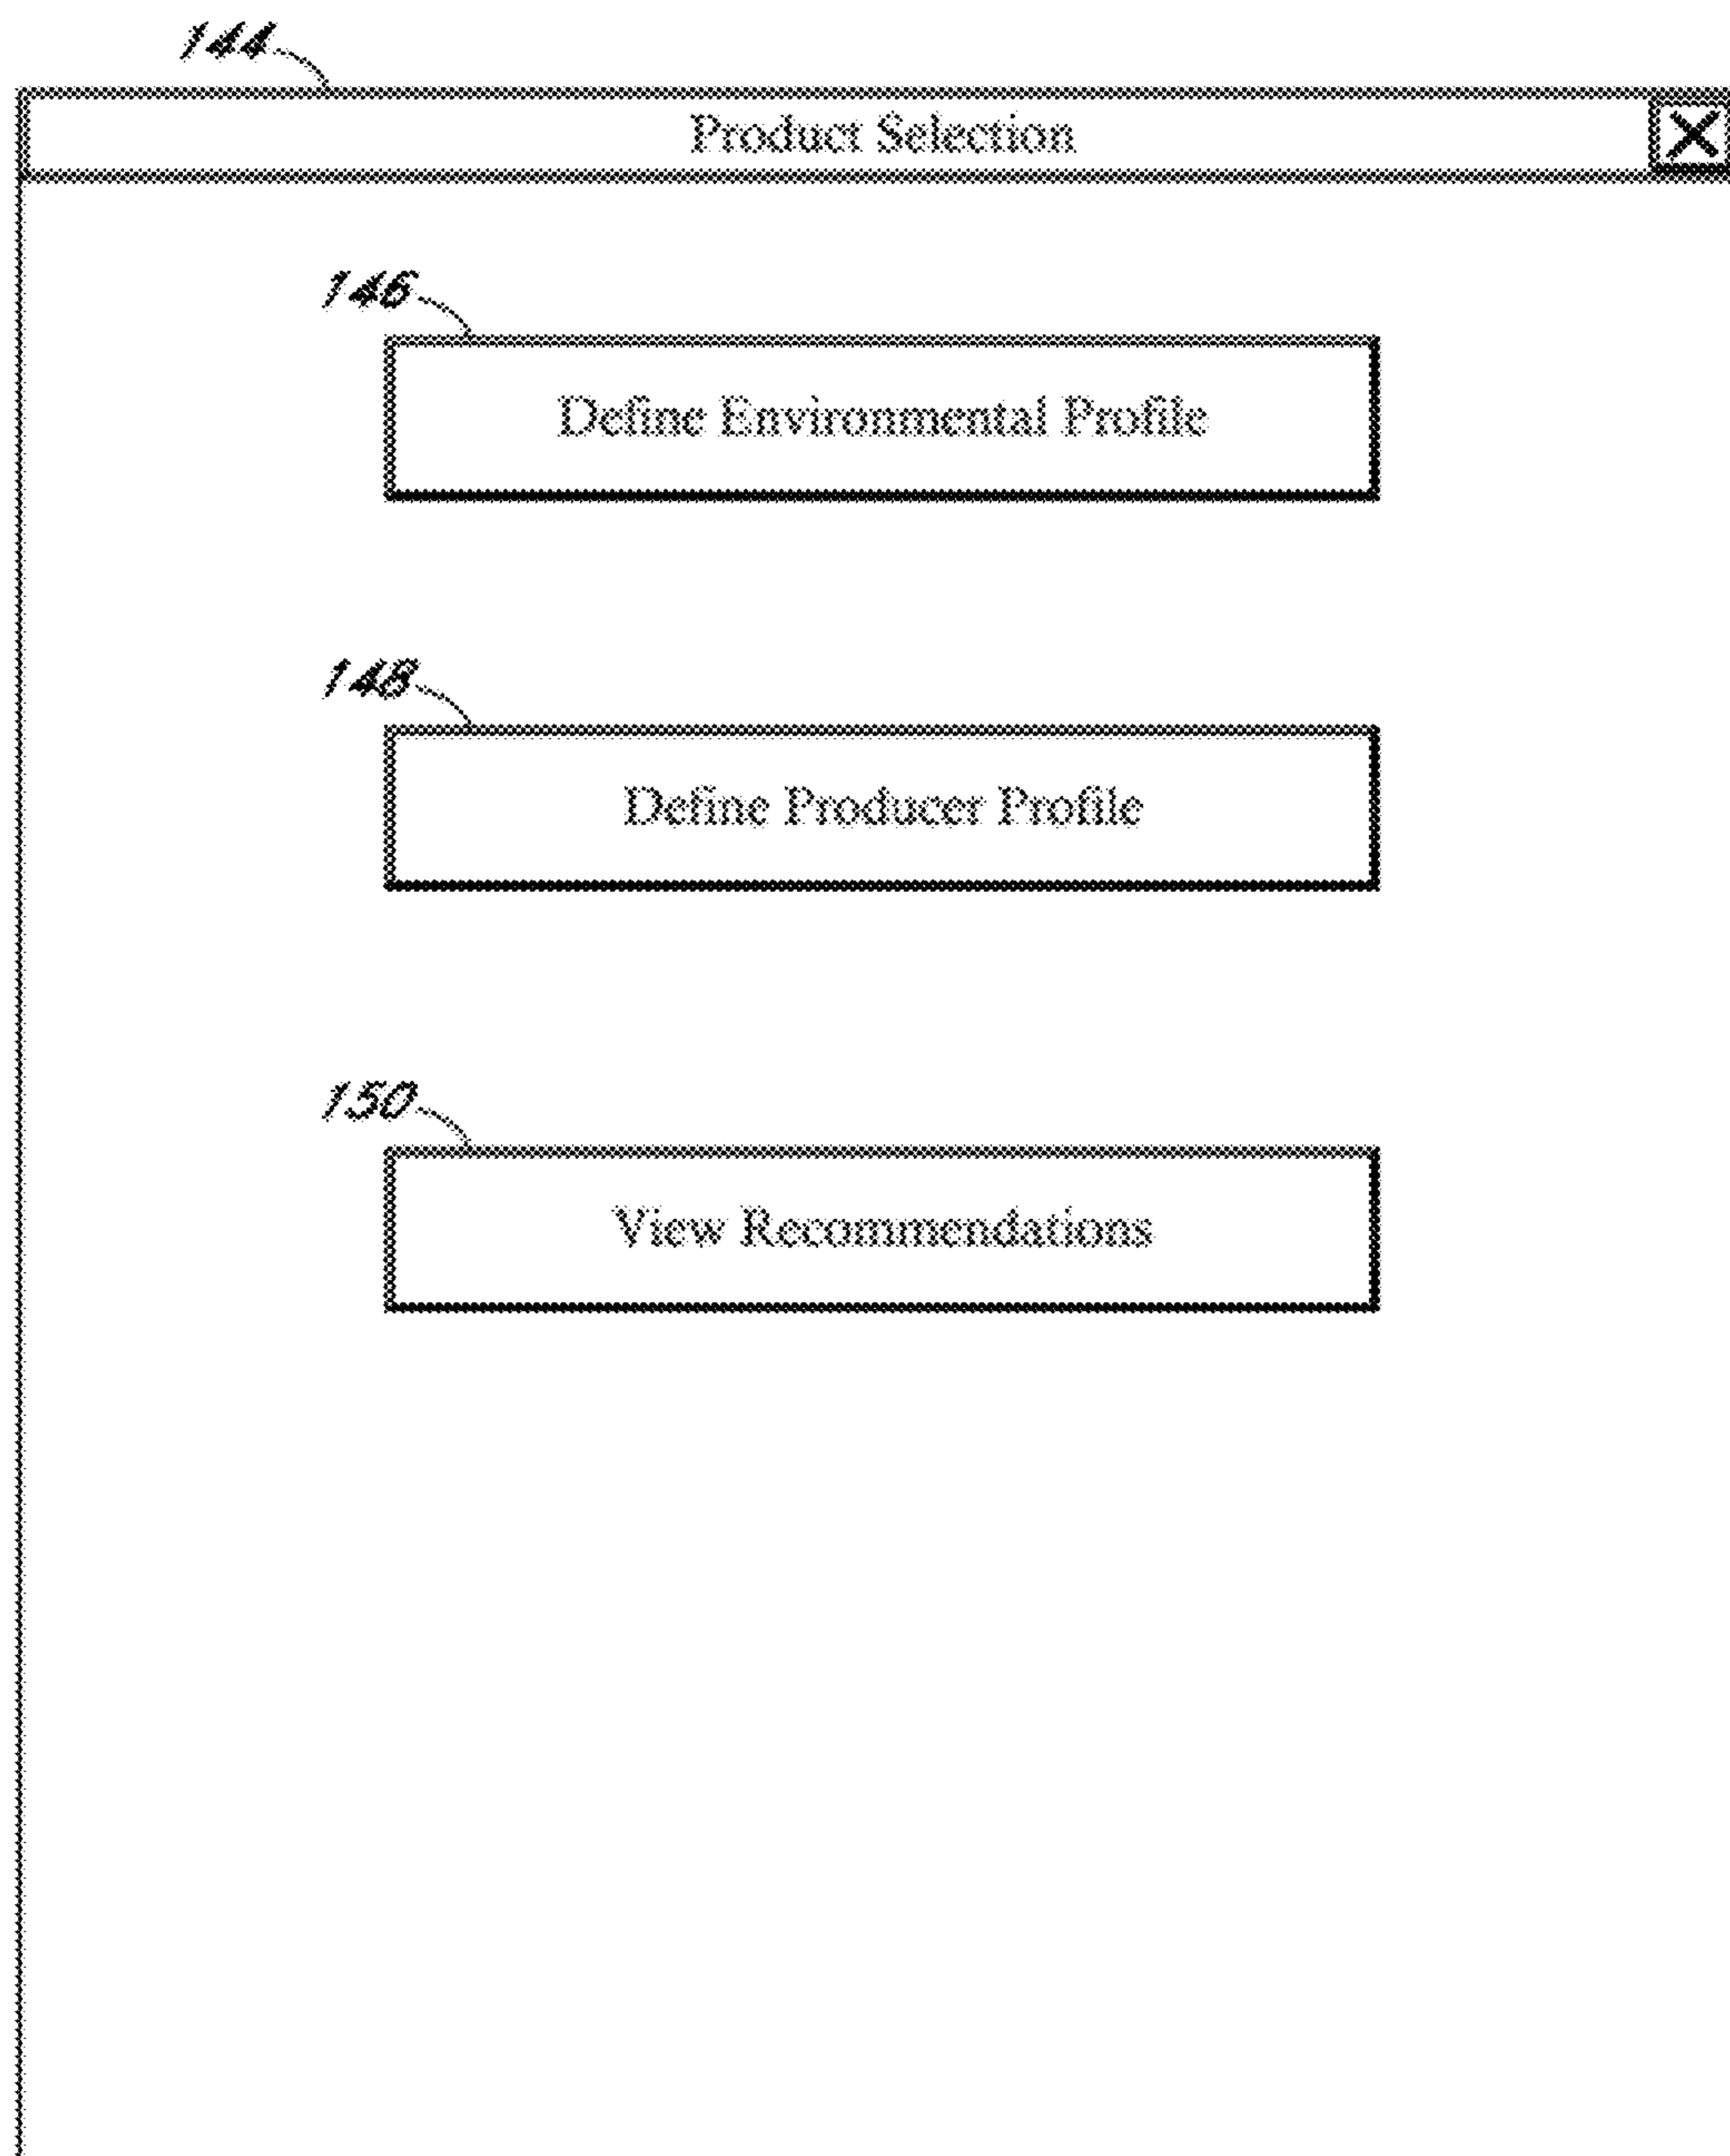 144
Product Selection
X
146
Define Environmental Profile
148
Define Producer Profile
150
View Recommendations